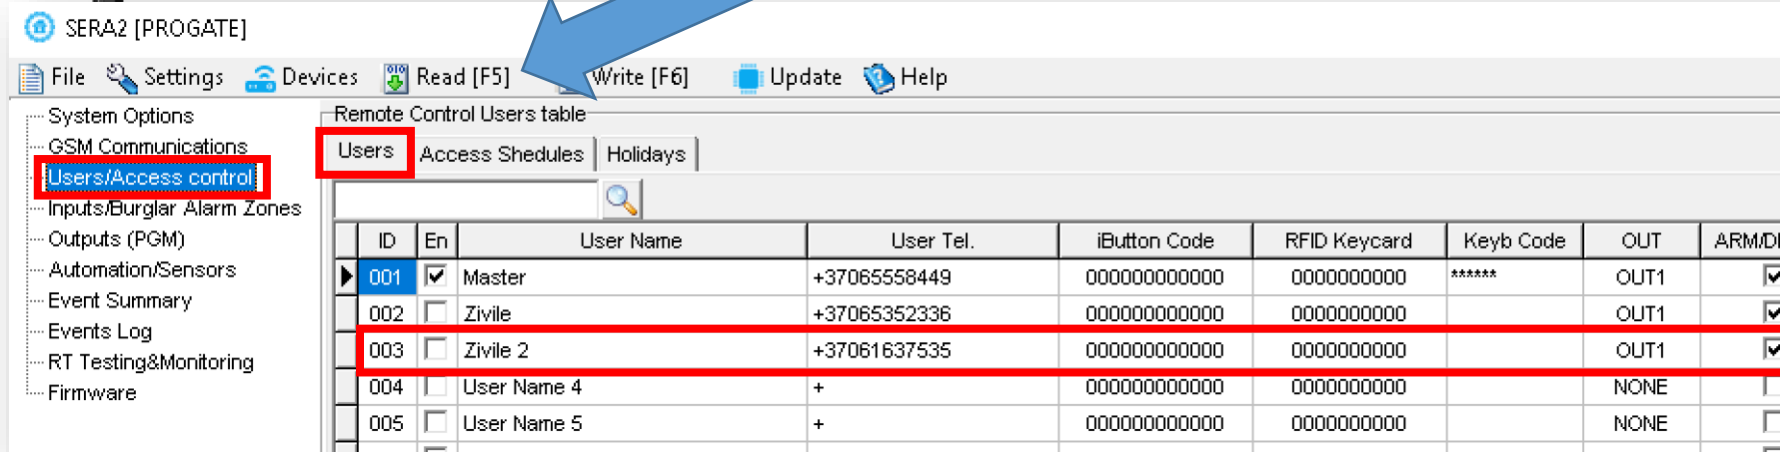 SERA2 [PROGATE]
File Settings Devices Read [F5] Write [F6] Update Help
System Options
GSM Communications
Users/Access control
Inputs/Burglar Alarm Zones
Outputs (PGM)
Automation/Sensors
Event Summary
Events Log
RT Testing&Monitoring
Firmware
Remote Control Users table
Users Access Shedules Holidays
ID En User Name User Tel. iButton Code RFID Keycard Keyb Code OUT
001 Master +37065558449 000000000000 0000000000 ****** OUT1
002 Zivile +37065352336 000000000000 0000000000 OUT1
003 Zivile 2 +37061637535 000000000000 0000000000 OUT1
004 User Name 4 + 000000000000 0000000000 NONE
005 User Name 5 + 000000000000 0000000000 NONE